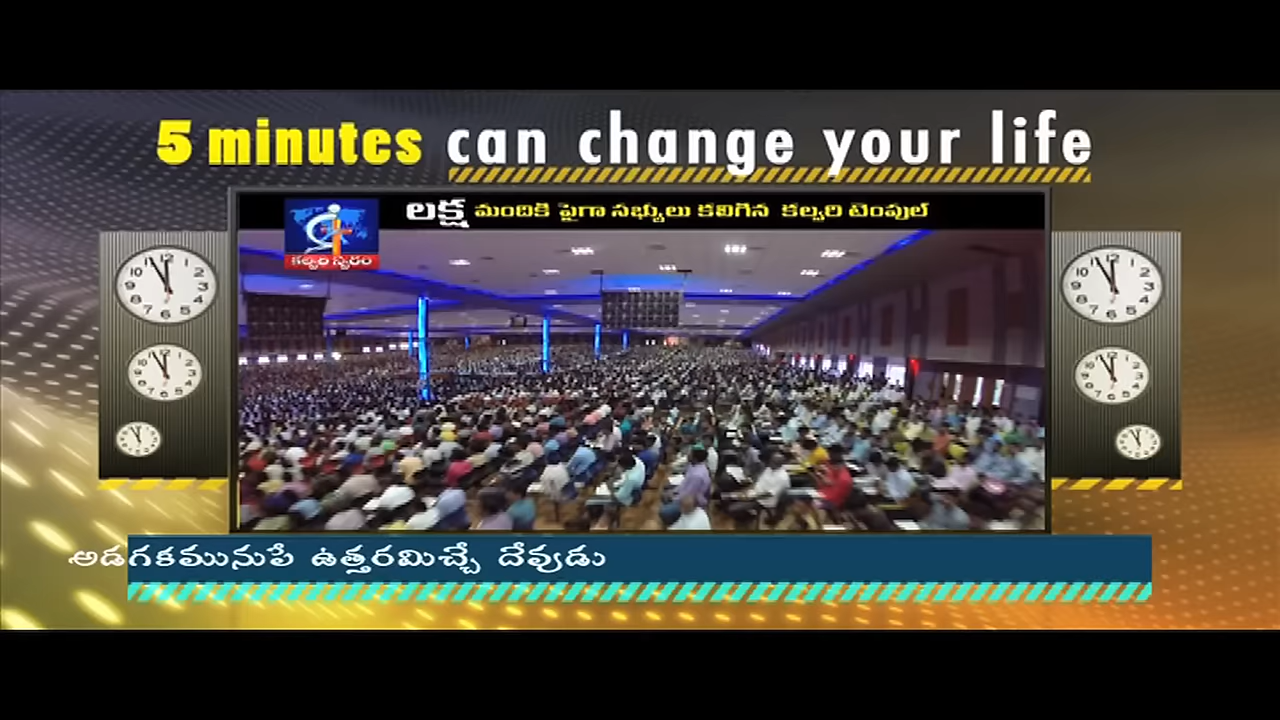 5 minutes can change your life
లక్ష మందికి పైగా సభ్యులు కలిగిన కల్వరి టెంపుల్
కల్వరి స్వరం
అడగకమునుపే ఉత్తరమిచ్చే దేవుడు